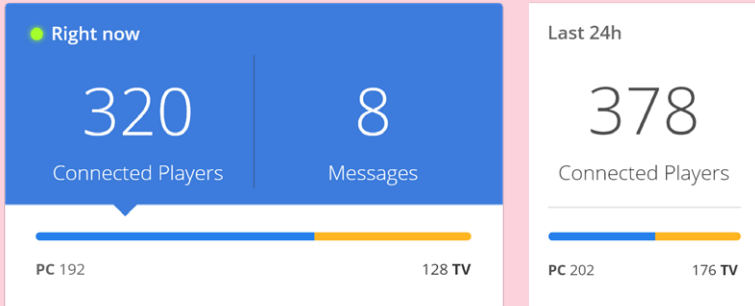 Right now
320
Connected Players
8
Messages
PC 192
128 TV
Last 24h
378
Connected Players
PC 202
176 TV